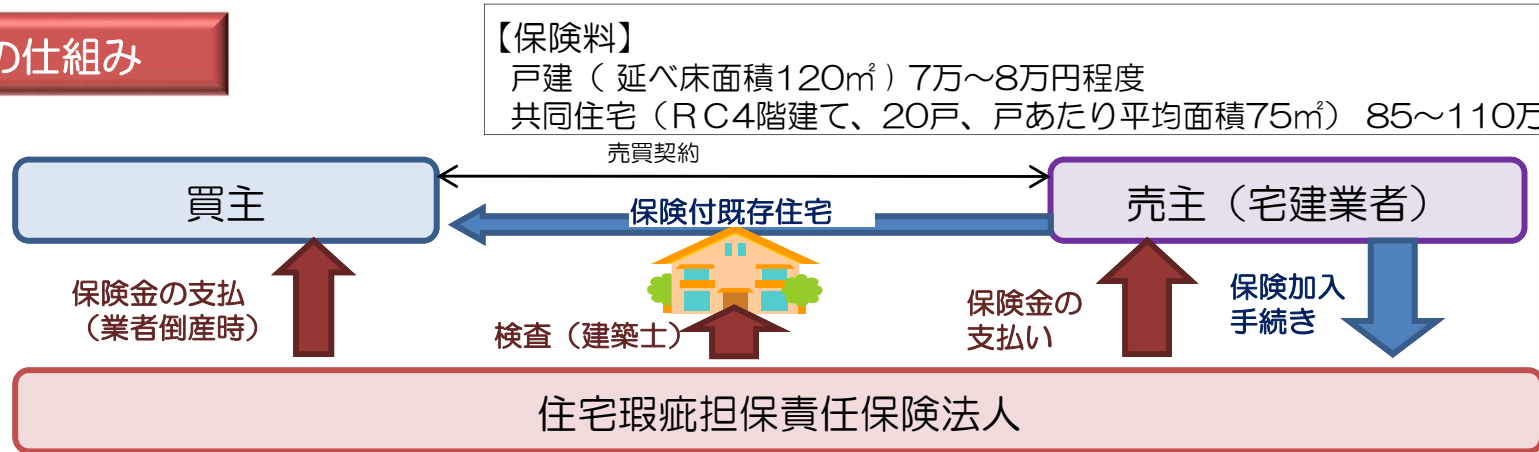 の仕組み
【保険料】
戸建（ 延べ床面積120㎡ ) 7万～8万円程度
共同住宅（ＲＣ4階建て、20戸、戸あたり平均面積75㎡） 85～110万
売買契約
買主
保険付既存住宅
売主（宅建業者）
保険金の支払
（業者倒産時）
検査（建築士）
保険金の
支払い
保険加入
手続き
住宅瑕疵担保責任保険法人